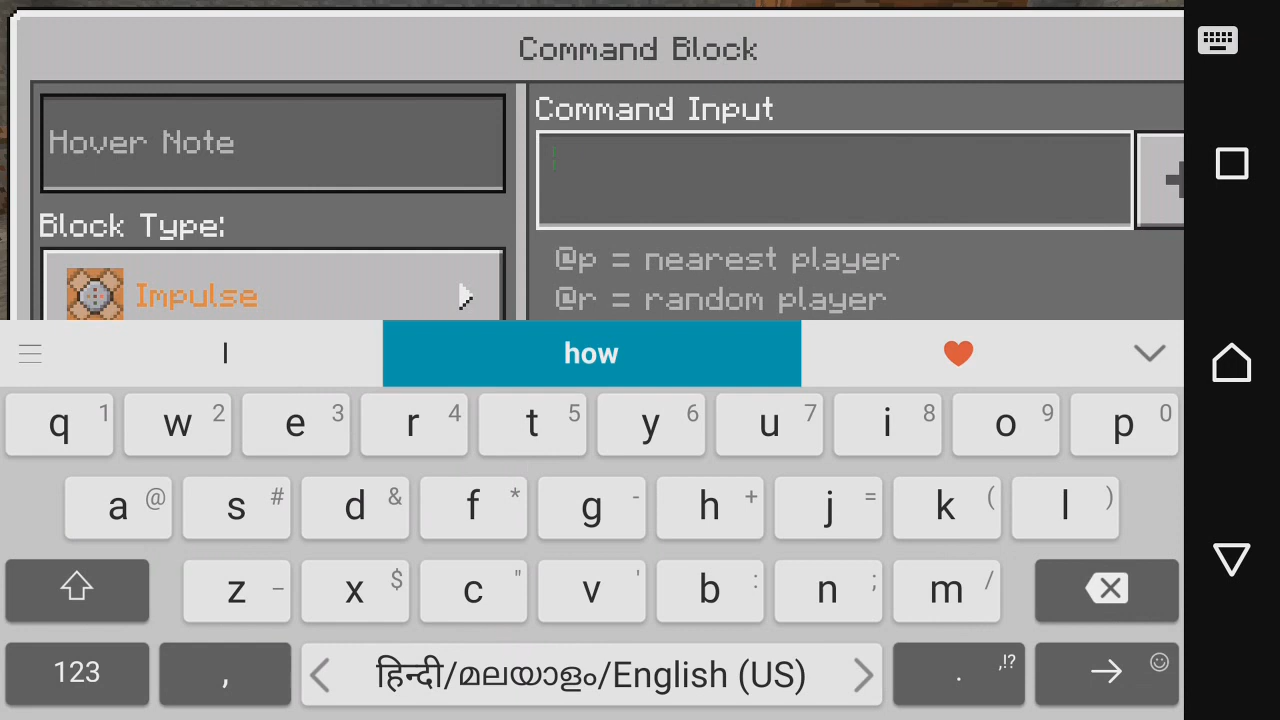 Command Block
Hover Note
Command Input
Block Type:
@p = nearest player
Impulse
@r = random player
I how
q 1 w 2 e 3 r 4 t 5 y 6 u 7 i 8 o 9 p 0
a @ s # d & f * g - h + j = k ( l )
z _ x $ c " v ' b : n ; m /
123 , हिन्दी/മലയാളം/English (US) . ,!?